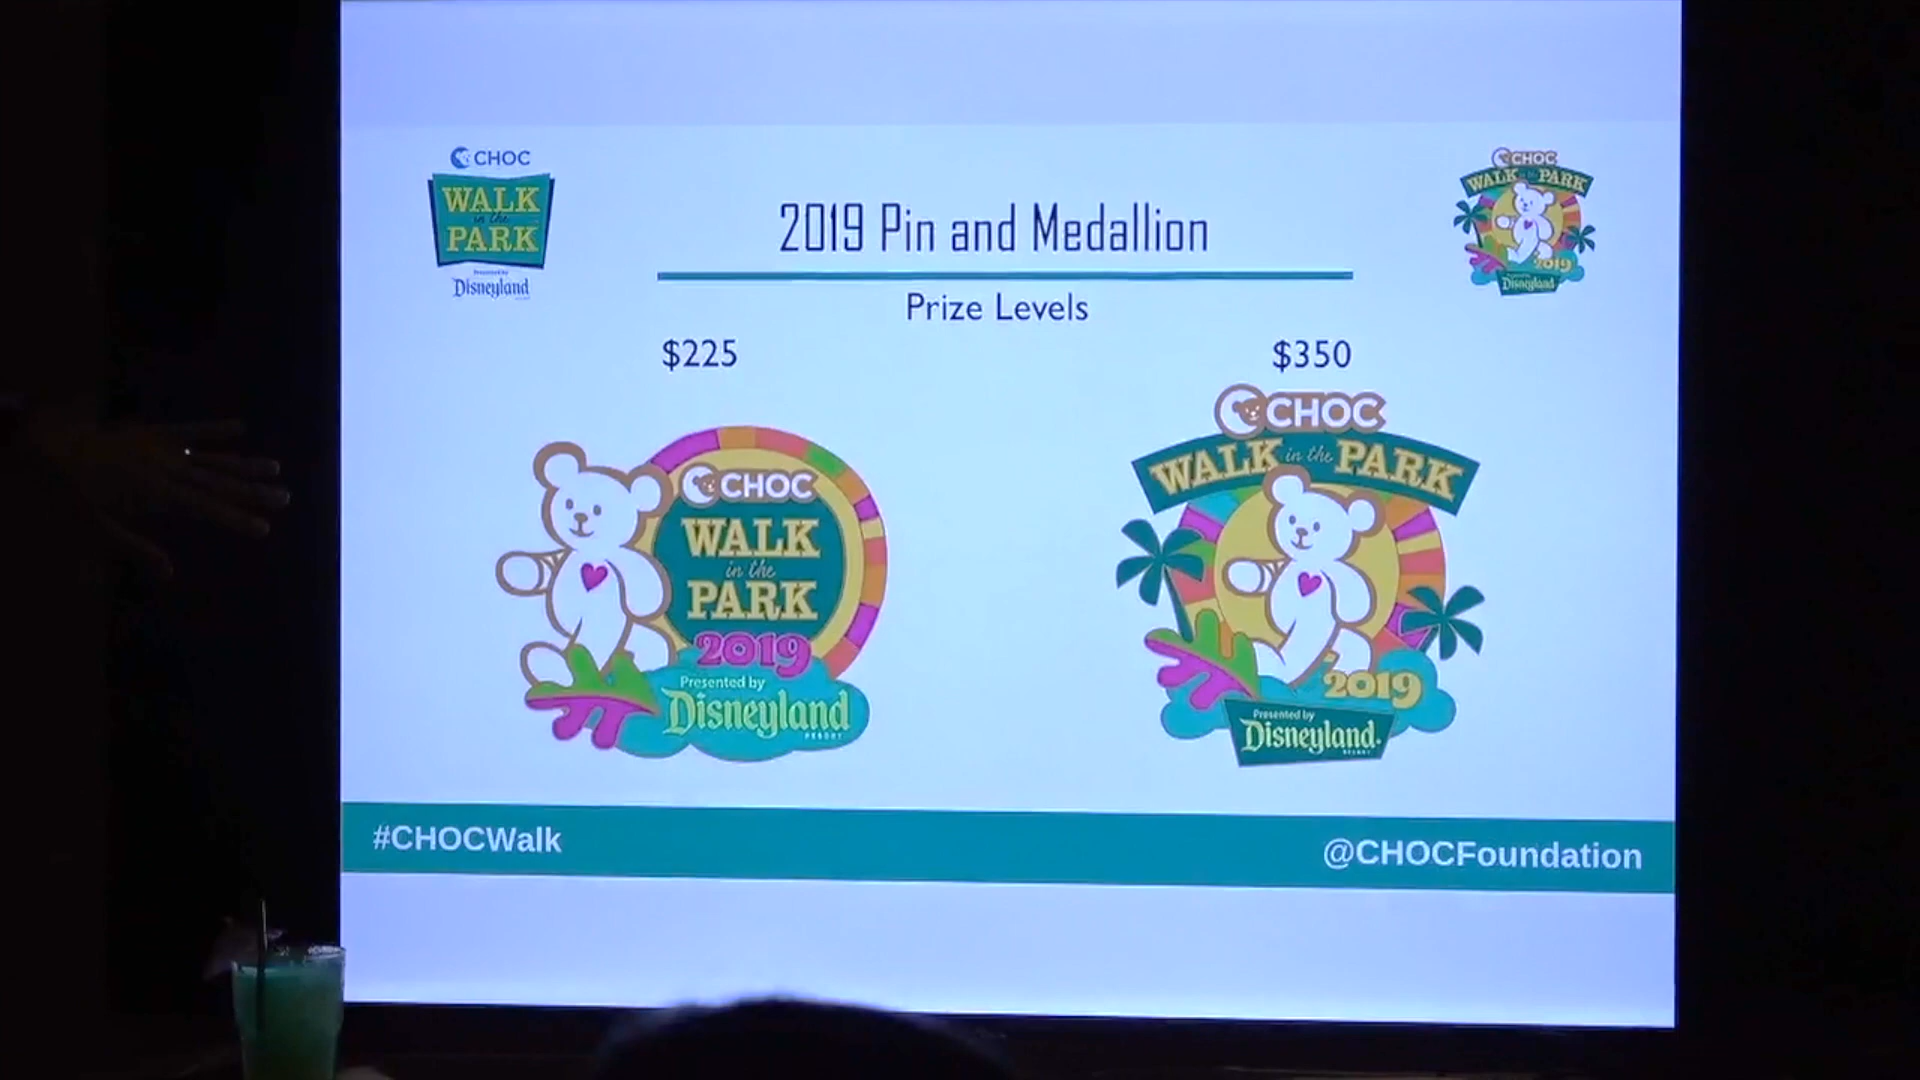 CHOC
WALK
in the
PARK
Presented by
Disneyland
2019 Pin and Medallion
Prize Levels
CHOC
WALK in the PARK
2019
Disneyland
$225
$350
CHOC
WALK
in the
PARK
2019
Presented by
Disneyland
RESORT
CHOC
WALK in the PARK
2019
Presented by
Disneyland
RESORT
#CHOCWalk
@CHOCFoundation